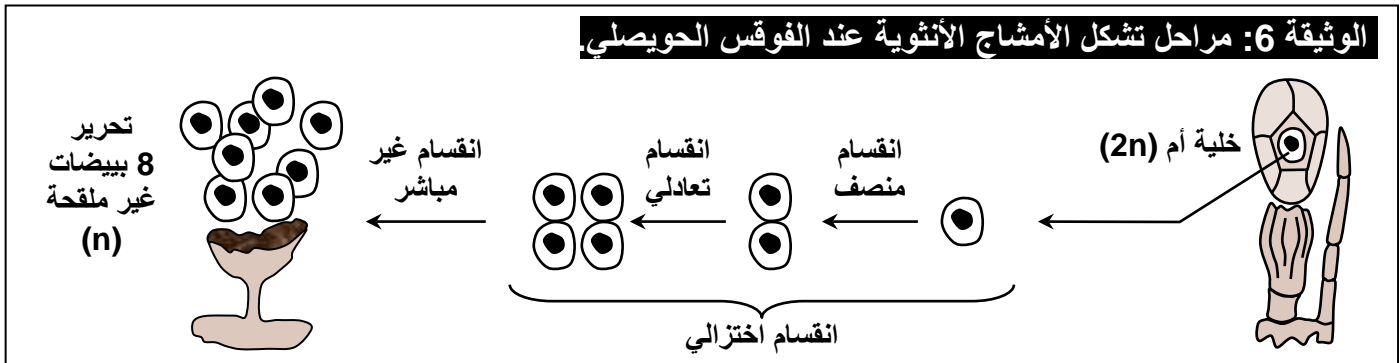 الوثيقة 6: مراحل تشكل الأمشاج الأنثوية عند الفوقس الحويصلي.
خلية أم (2n)
انقسام
منصف
انقسام
تعادلي
انقسام غير
مباشر
تحرير
8 بييضات
غير ملقحة
(n)
انقسام اختزالي